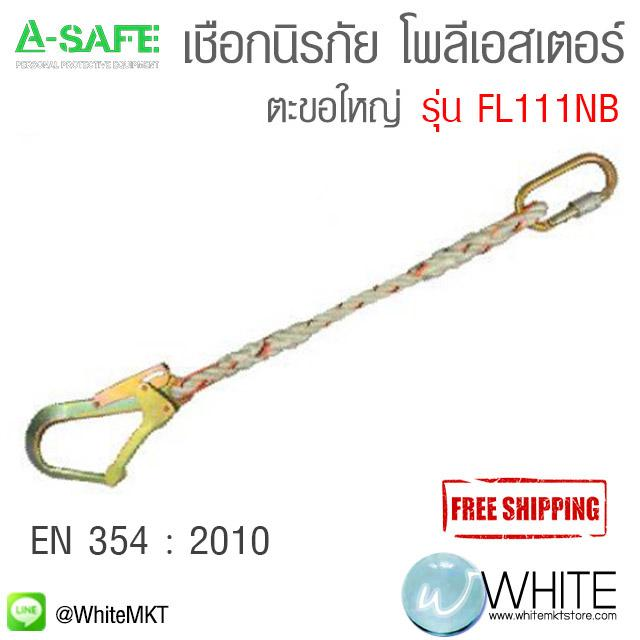 A-SAFE
PERSONAL PROTECTIVE EQUIPMENT
เชือกนิรภัย โพลีเอสเตอร์
ตะขอใหญ่ รุ่น FL111NB
FREE SHIPPING
EN 354 : 2010
LINE @WhiteMKT
w WHITE
www.whitemktstore.com